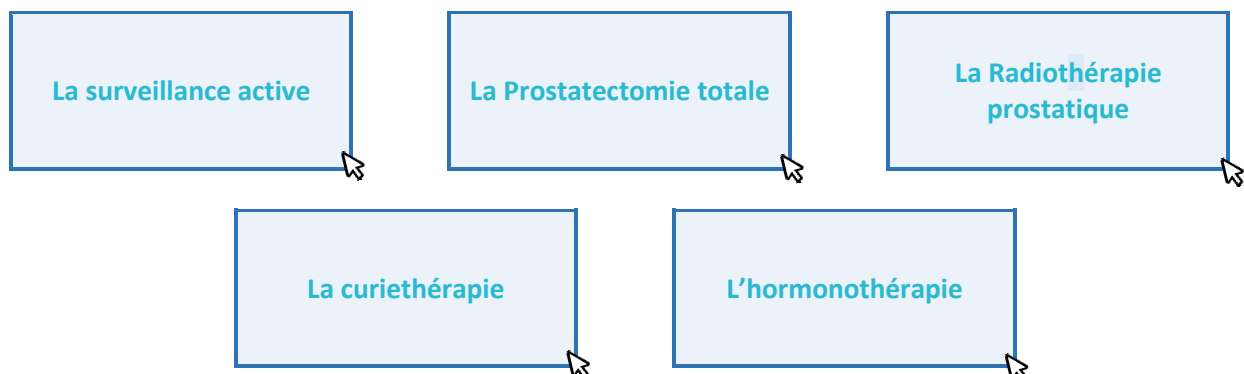 La surveillance active
La Prostatectomie totale
La Radiothérapie
prostatique
La curiethérapie
L’hormonothérapie